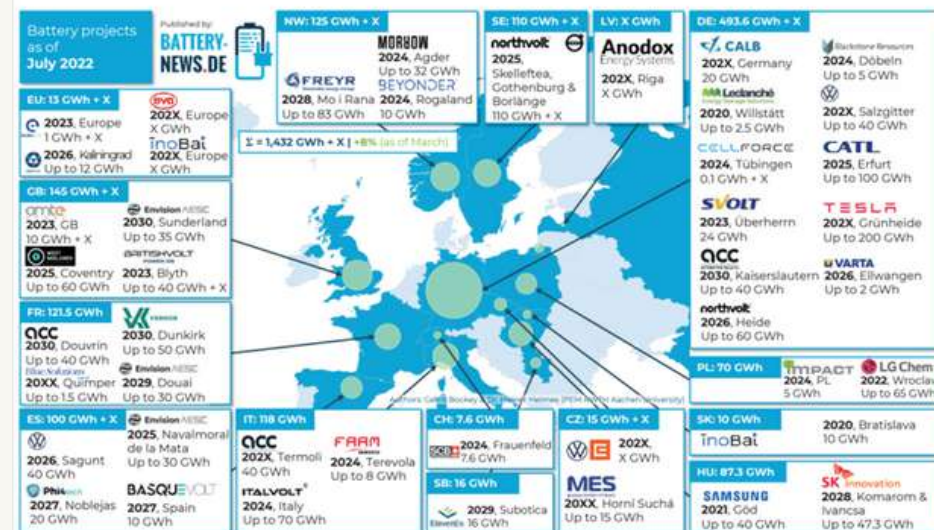 Battery projects
as of
July 2022
Published by:
BATTERY-
NEWS.DE
NW: 125 GWh + X
FREYR
2028, Mo i Rana
Up to 83 GWh
MORROW
2024, Agder
Up to 32 GWh
BEYONDER
2024, Rogaland
10 GWh
SE: 110 GWh + X
northvolt
2025,
Skelleftea,
Gothenburg &
Borlänge
110 GWh + X
LV: X GWh
Anodox
Energy Systems
202X, Riga
X GWh
DE: 493.6 GWh + X
CALB
202X, Germany
20 GWh
Blackstone Resources
2024, Döbeln
Up to 5 GWh
Leclanché
2020, Willstätt
Up to 2.5 GWh
202X, Salzgitter
Up to 40 GWh
CELLFORCE
2024, Tübingen
0.1 GWh + X
CATL
2025, Erfurt
Up to 100 GWh
SVOLT
2023, Überherrn
24 GWh
TESLA
202X, Grünheide
Up to 200 GWh
acc
2030, Kaiserslautern
Up to 40 GWh
VARTA
2026, Ellwangen
Up to 2 GWh
northvolt
2026, Heide
Up to 60 GWh
EU: 13 GWh + X
2023, Europe
1 GWh + X
BYD
202X, Europe
X GWh
2026, Kaliningrad
Up to 12 GWh
inoBat
202X, Europe
X GWh
Σ = 1,432 GWh + X | +8% (as of March)
GB: 145 GWh + X
amte
2023, GB
10 GWh + X
Envision AESC
2030, Sunderland
Up to 35 GWh
2025, Coventry
Up to 60 GWh
BRITISHVOLT
2023, Blyth
Up to 40 GWh + X
FR: 121.5 GWh
acc
2030, Douvrin
Up to 40 GWh
VERKOR
2030, Dunkirk
Up to 50 GWh
Blue Solutions
20XX, Quimper
Up to 1.5 GWh
Envision AESC
2029, Douai
Up to 30 GWh
ES: 100 GWh + X
2026, Sagunt
40 GWh
Envision AESC
2025, Navalmoral
de la Mata
Up to 30 GWh
Phi4tech
2027, Noblejas
20 GWh
BASQUEVOLT
2027, Spain
10 GWh
IT: 118 GWh
acc
202X, Termoli
40 GWh
FAAM
2024, Terevola
Up to 8 GWh
ITALVOLT
2024, Italy
Up to 70 GWh
CH: 7.6 GWh
2024, Frauenfeld
7.6 GWh
SB: 16 GWh
ElevenEs
2029, Subotica
16 GWh
CZ: 15 GWh + X
202X,
X GWh
MES
20XX, Horní Suchá
Up to 15 GWh
PL: 70 GWh
IMPACT
2024, PL
5 GWh
LG Chem
2022, Wroclaw
Up to 65 GWh
SK: 10 GWh
inoBat
2020, Bratislava
10 GWh
HU: 87.3 GWh
SAMSUNG
2021, Göd
Up to 40 GWh
SK innovation
2028, Komarom &
Ivancsa
Up to 47.3 GWh